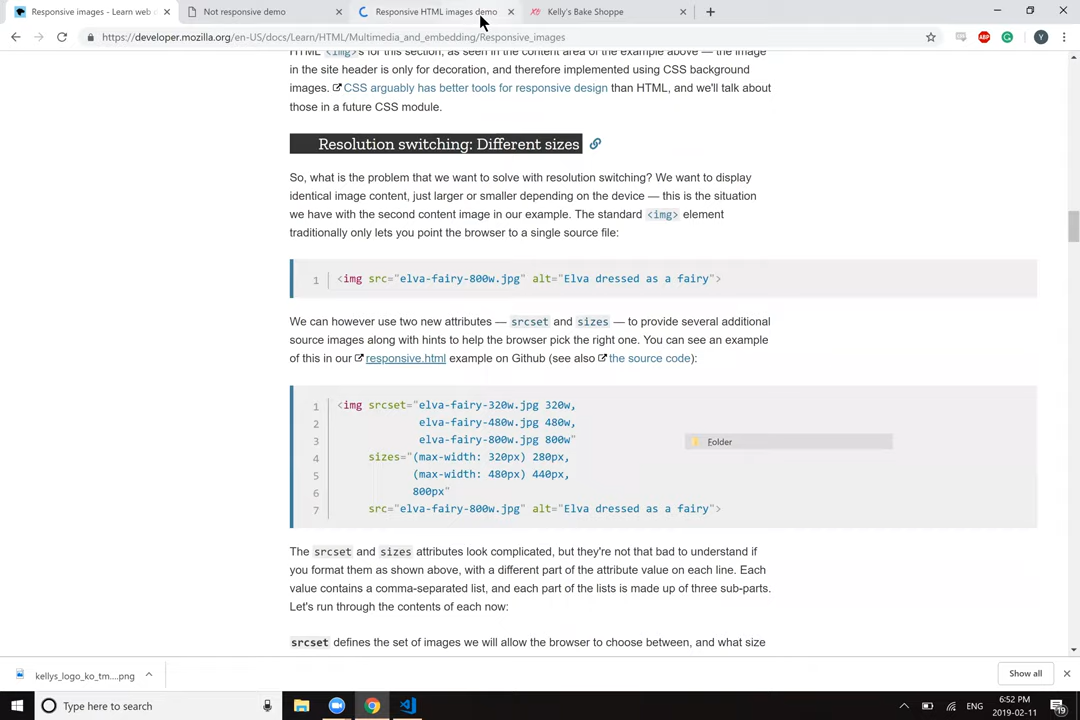 Responsive images - Learn web
Not responsive demo
Responsive HTML images demo
Kelly's Bake Shoppe
https://developer.mozilla.org/en-US/docs/Learn/HTML/Multimedia_and_embedding/Responsive_images
ABP
Y
HTML <img>s for this section, as seen in the content area of the example above — the image
in the site header is only for decoration, and therefore implemented using CSS background
images. CSS arguably has better tools for responsive design than HTML, and we'll talk about
those in a future CSS module.
Resolution switching: Different sizes
So, what is the problem that we want to solve with resolution switching? We want to display
identical image content, just larger or smaller depending on the device — this is the situation
we have with the second content image in our example. The standard <img> element
traditionally only lets you point the browser to a single source file:
1 <img src="elva-fairy-800w.jpg" alt="Elva dressed as a fairy">
We can however use two new attributes — srcset and sizes — to provide several additional
source images along with hints to help the browser pick the right one. You can see an example
of this in our responsive.html example on Github (see also the source code):
1 <img srcset="elva-fairy-320w.jpg 320w,
2 elva-fairy-480w.jpg 480w,
3 elva-fairy-800w.jpg 800w"
4 sizes="(max-width: 320px) 280px,
5 (max-width: 480px) 440px,
6 800px"
7 src="elva-fairy-800w.jpg" alt="Elva dressed as a fairy">
Folder
The srcset and sizes attributes look complicated, but they're not that bad to understand if
you format them as shown above, with a different part of the attribute value on each line. Each
value contains a comma-separated list, and each part of the lists is made up of three sub-parts.
Let's run through the contents of each now:
srcset defines the set of images we will allow the browser to choose between, and what size
kellys_logo_ko_tm....png
Show all
Type here to search
ENG
6:52 PM
2019-02-11
19